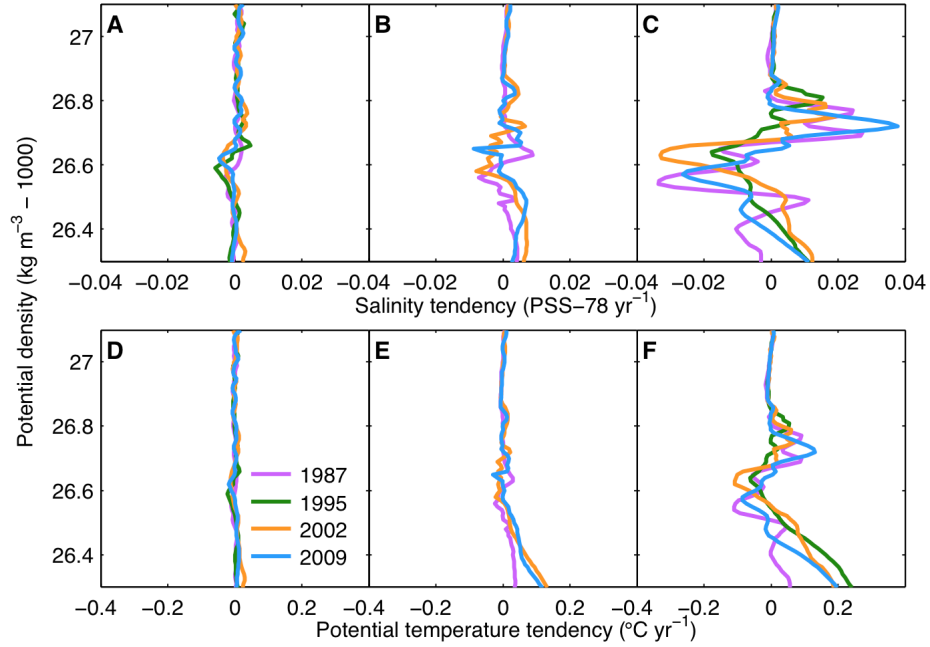 A B C
27
26.8
26.6
26.4
−0.04 −0.02 0 0.02 −0.04 −0.02 0 0.02 −0.04 −0.02 0 0.02 0.04
Salinity tendency (PSS−78 yr⁻¹)
Potential density (kg m⁻³ − 1000)
D E F
27
26.8
26.6
26.4
1987
1995
2002
2009
−0.4 −0.2 0 0.2 −0.4 −0.2 0 0.2 −0.4 −0.2 0 0.2 0.4
Potential temperature tendency (°C yr⁻¹)